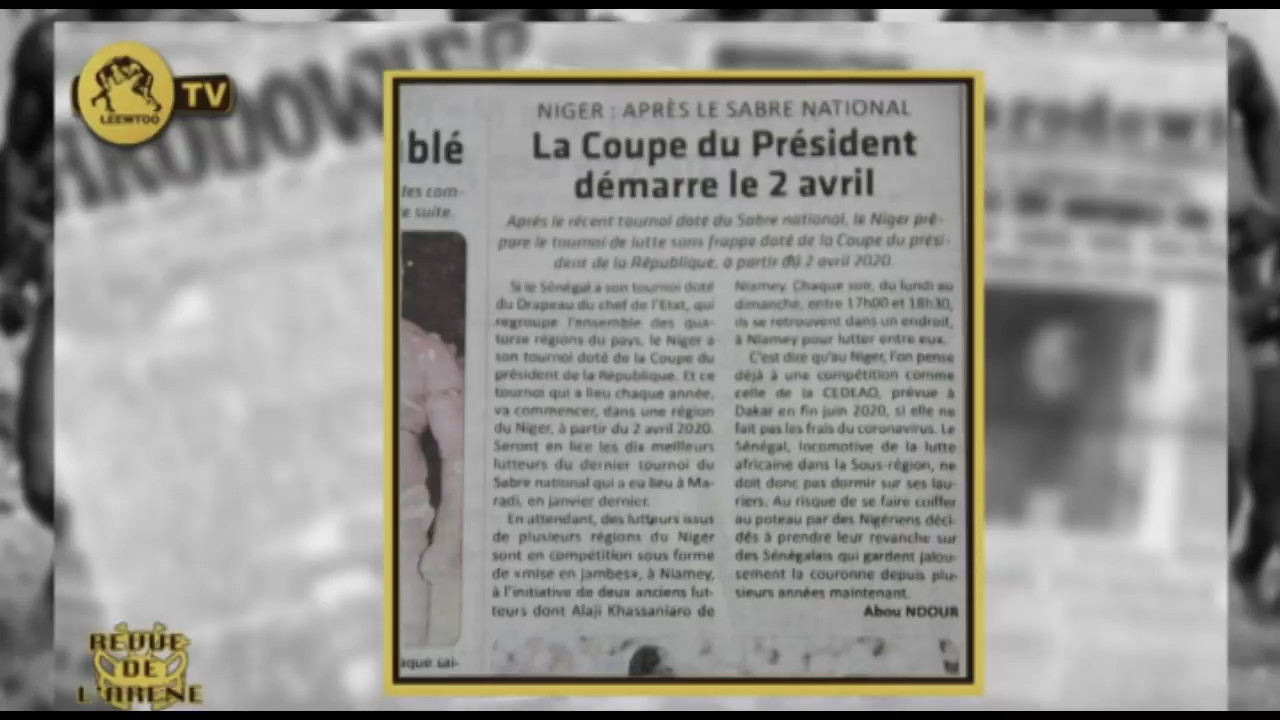 LEEWTOO
TV
NIGER : APRÈS LE SABRE NATIONAL
La Coupe du Président
démarre le 2 avril
Après le récent tournoi doté du Sabre national, le Niger pré-
pare le tournoi de lutte sans frappe doté de la Coupe du prési-
dent de la République, à partir du 2 avril 2020.
blé
tes com-
e suite.
Si le Sénégal a son tournoi doté
du Drapeau du chef de l'Etat, qui
regroupe l'ensemble des qua-
torze régions du pays, le Niger a
son tournoi doté de la Coupe du
président de la République. Et ce
tournoi qui a lieu chaque année,
va commencer, dans une région
du Niger, à partir du 2 avril 2020.
Seront en lice les dix meilleurs
lutteurs du dernier tournoi du
Sabre national qui a eu lieu à Ma-
radi, en janvier dernier.
En attendant, des lutteurs issus
de plusieurs régions du Niger
sont en compétition sous forme
de «mise en jambes», à Niamey,
à l'initiative de deux anciens lut-
teurs dont Alaji Khassaniaro de
Niamey. Chaque soir, du lundi au
dimanche, entre 17h00 et 18h30,
ils se retrouvent dans un endroit,
à Niamey pour lutter entre eux.
C'est dire qu'au Niger, l'on pense
déjà à une compétition comme
celle de la CEDEAO, prévue à
Dakar en fin juin 2020, si elle ne
fait pas les frais du coronavirus. Le
Sénégal, locomotive de la lutte
africaine dans la Sous-région, ne
doit donc pas dormir sur ses lau-
riers. Au risque de se faire coiffer
au poteau par des Nigériens déci-
dés à prendre leur revanche sur
des Sénégalais qui gardent jalou-
sement la couronne depuis plu-
sieurs années maintenant.
Abou NDOUR
aque sai-
REVUE
DE
L'ARENE